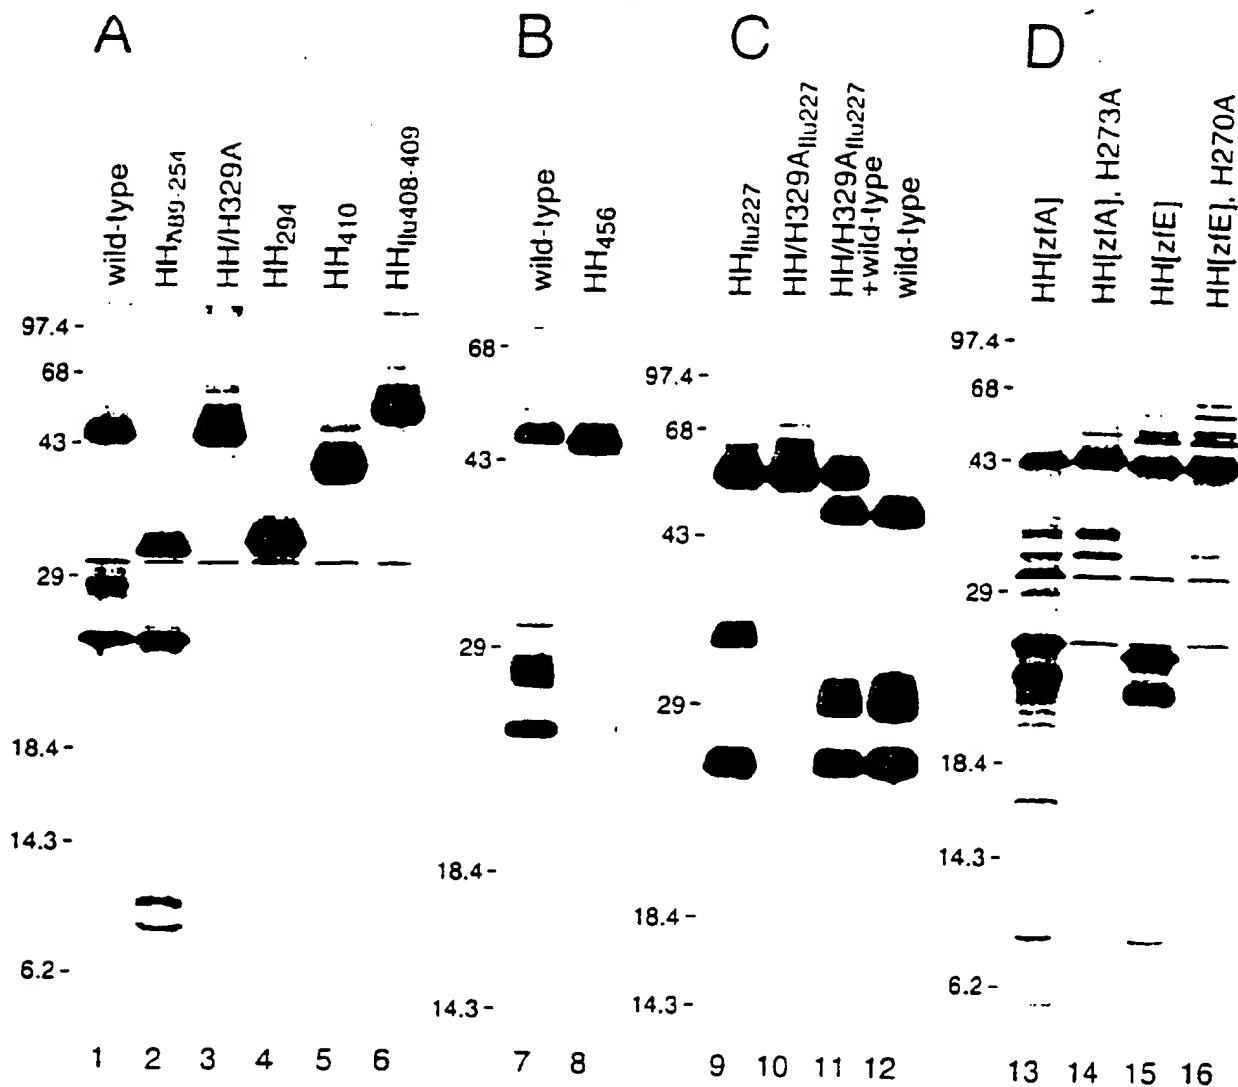 A
B
C
D
wild-type
HHΔ89-254
HH/H329A
HH294
HH410
HHflu408-409
wild-type
HH456
HHflu227
HH/H329Aflu227
HH/H329Aflu227
+ wild-type
wild-type
HH[zfA]
HH[zfA], H273A
HH[zfE]
HH[zfE], H270A
97.4 -
68 -
43 -
29 -
18.4 -
14.3 -
6.2 -
68 -
43 -
29 -
18.4 -
14.3 -
97.4 -
68 -
43 -
29 -
18.4 -
14.3 -
97.4 -
68 -
43 -
29 -
18.4 -
14.3 -
6.2 -
1 2 3 4 5 6
7 8
9 10 11 12
13 14 15 16